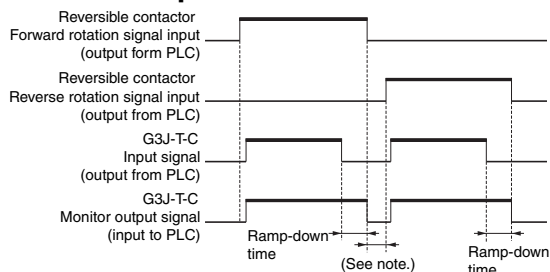 Reversible contactor
Forward rotation signal input
(output form PLC)
Reversible contactor
Reverse rotation signal input
(output from PLC)
G3J-T-C
Input signal
(output from PLC)
G3J-T-C
Monitor output signal
(input to PLC)
Ramp-down
time
(See note.)
Ramp-down
time